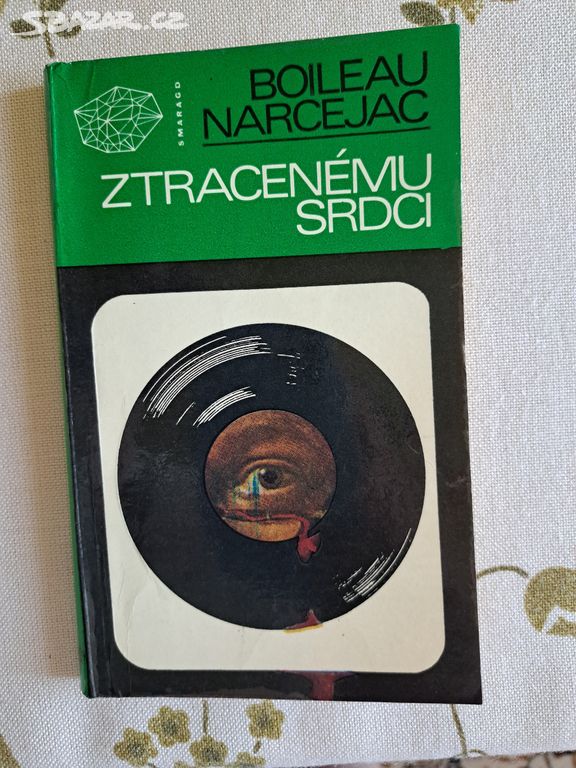 SBAZAR.CZ
SMARAGD
BOILEAU
NARCEJAC
ZTRACENÉMU
SRDCI